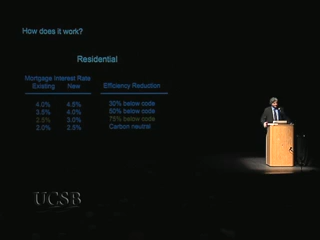 How does it work?
Residential
Mortgage Interest Rate
Existing New Efficiency Reduction
4.0% 4.5% 30% below code
3.5% 4.0% 50% below code
2.5% 3.0% 75% below code
2.0% 2.5% Carbon neutral
UCSB